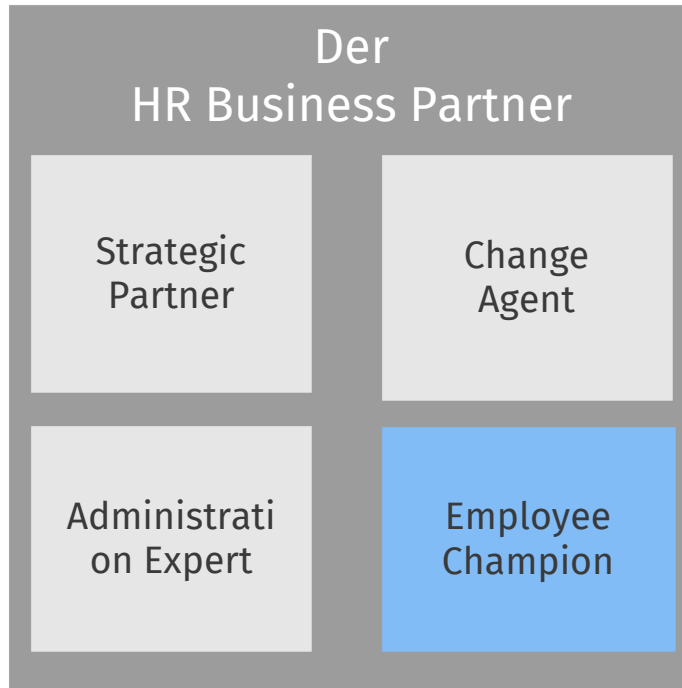 Der
HR Business Partner
Strategic
Partner
Change
Agent
Administrati
on Expert
Employee
Champion